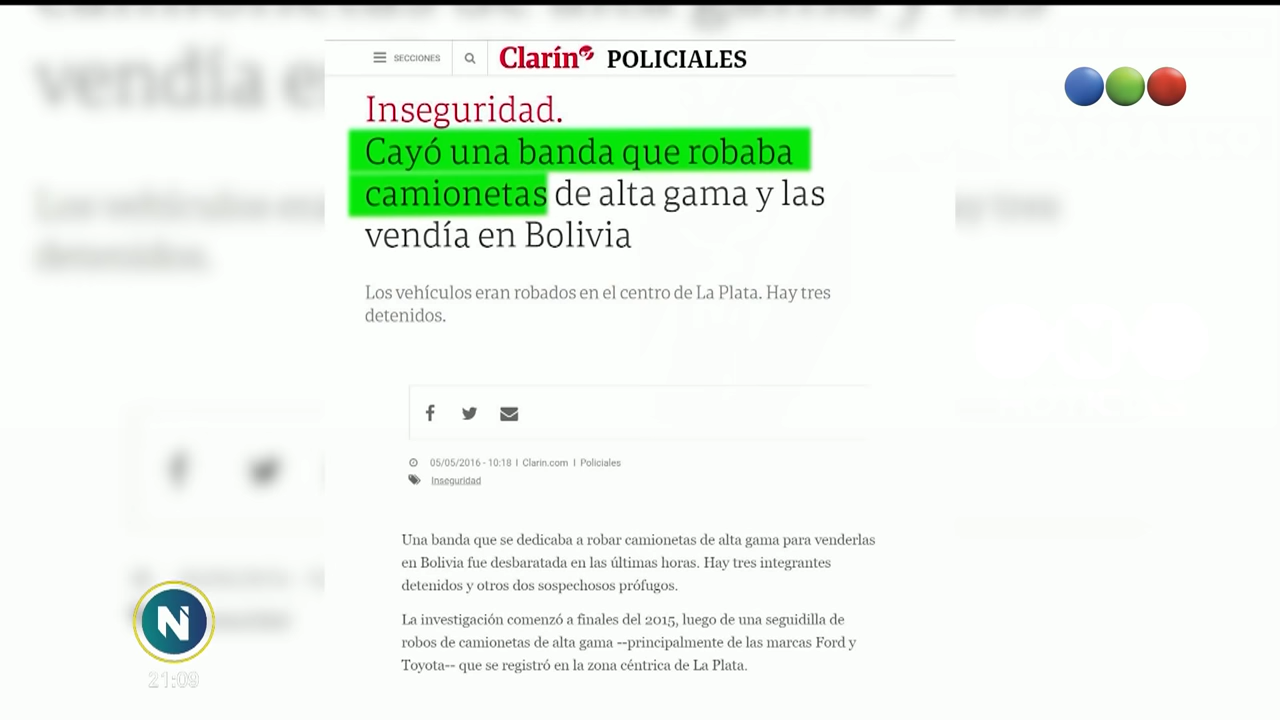 SECCIONES
Clarín POLICIALES
Inseguridad.
Cayó una banda que robaba
camionetas de alta gama y las
vendía en Bolivia
Los vehículos eran robados en el centro de La Plata. Hay tres
detenidos.
05/05/2016 - 10:18 | Clarin.com | Policiales
Inseguridad
Una banda que se dedicaba a robar camionetas de alta gama para venderlas
en Bolivia fue desbaratada en las últimas horas. Hay tres integrantes
detenidos y otros dos sospechosos prófugos.
La investigación comenzó a finales del 2015, luego de una seguidilla de
robos de camionetas de alta gama --principalmente de las marcas Ford y
Toyota-- que se registró en la zona céntrica de La Plata.
N
21:09